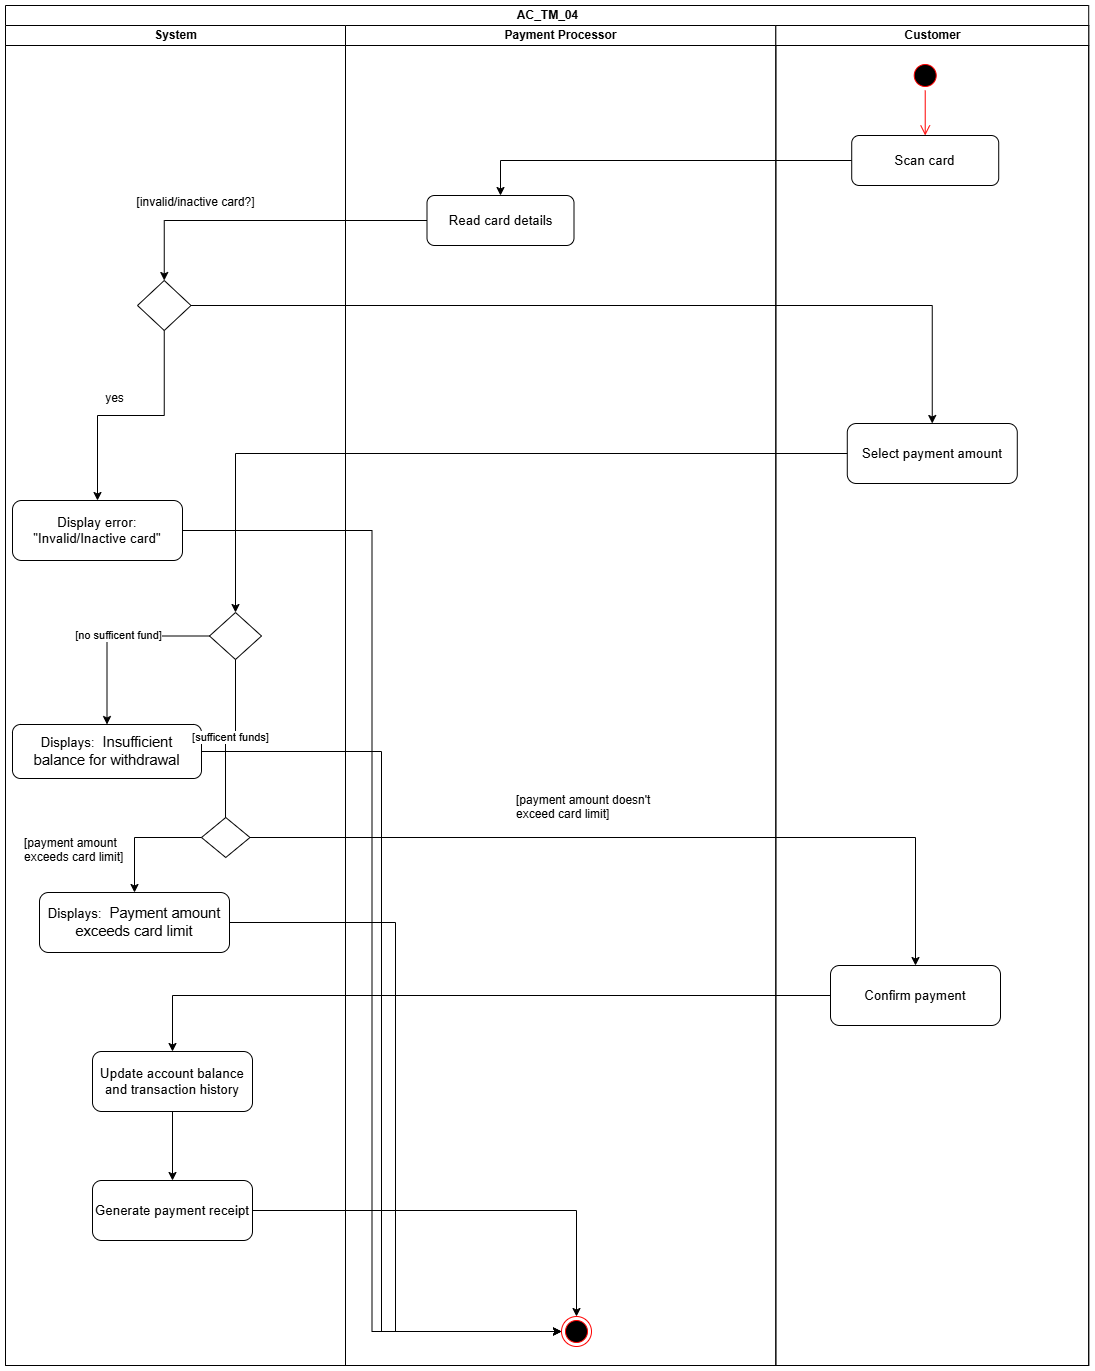 AC_TM_04
System
Payment Processor
Customer
Scan card
Read card details
[invalid/inactive card?]
yes
Select payment amount
Display error:
"Invalid/Inactive card"
[no sufficent fund]
Displays: Insufficient
balance for withdrawal
[sufficent funds]
[payment amount doesn't
exceed card limit]
[payment amount
exceeds card limit]
Displays: Payment amount
exceeds card limit
Confirm payment
Update account balance
and transaction history
Generate payment receipt